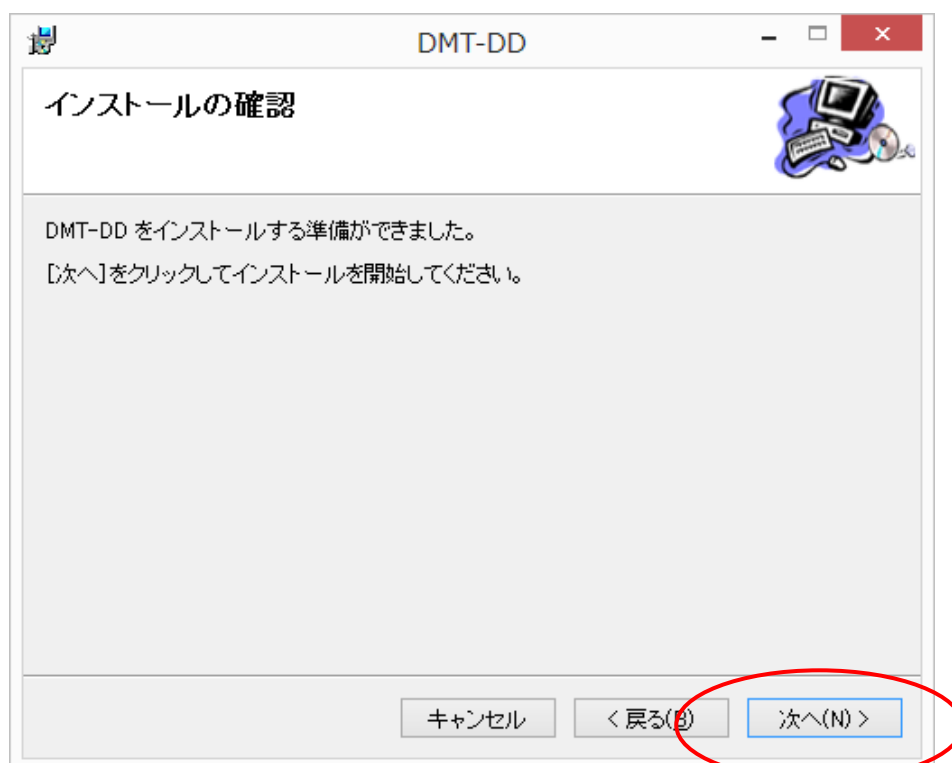 DMT-DD
インストールの確認
DMT-DD をインストールする準備ができました。
[次へ]をクリックしてインストールを開始してください。
キャンセル
< 戻る(B)
次へ(N) >